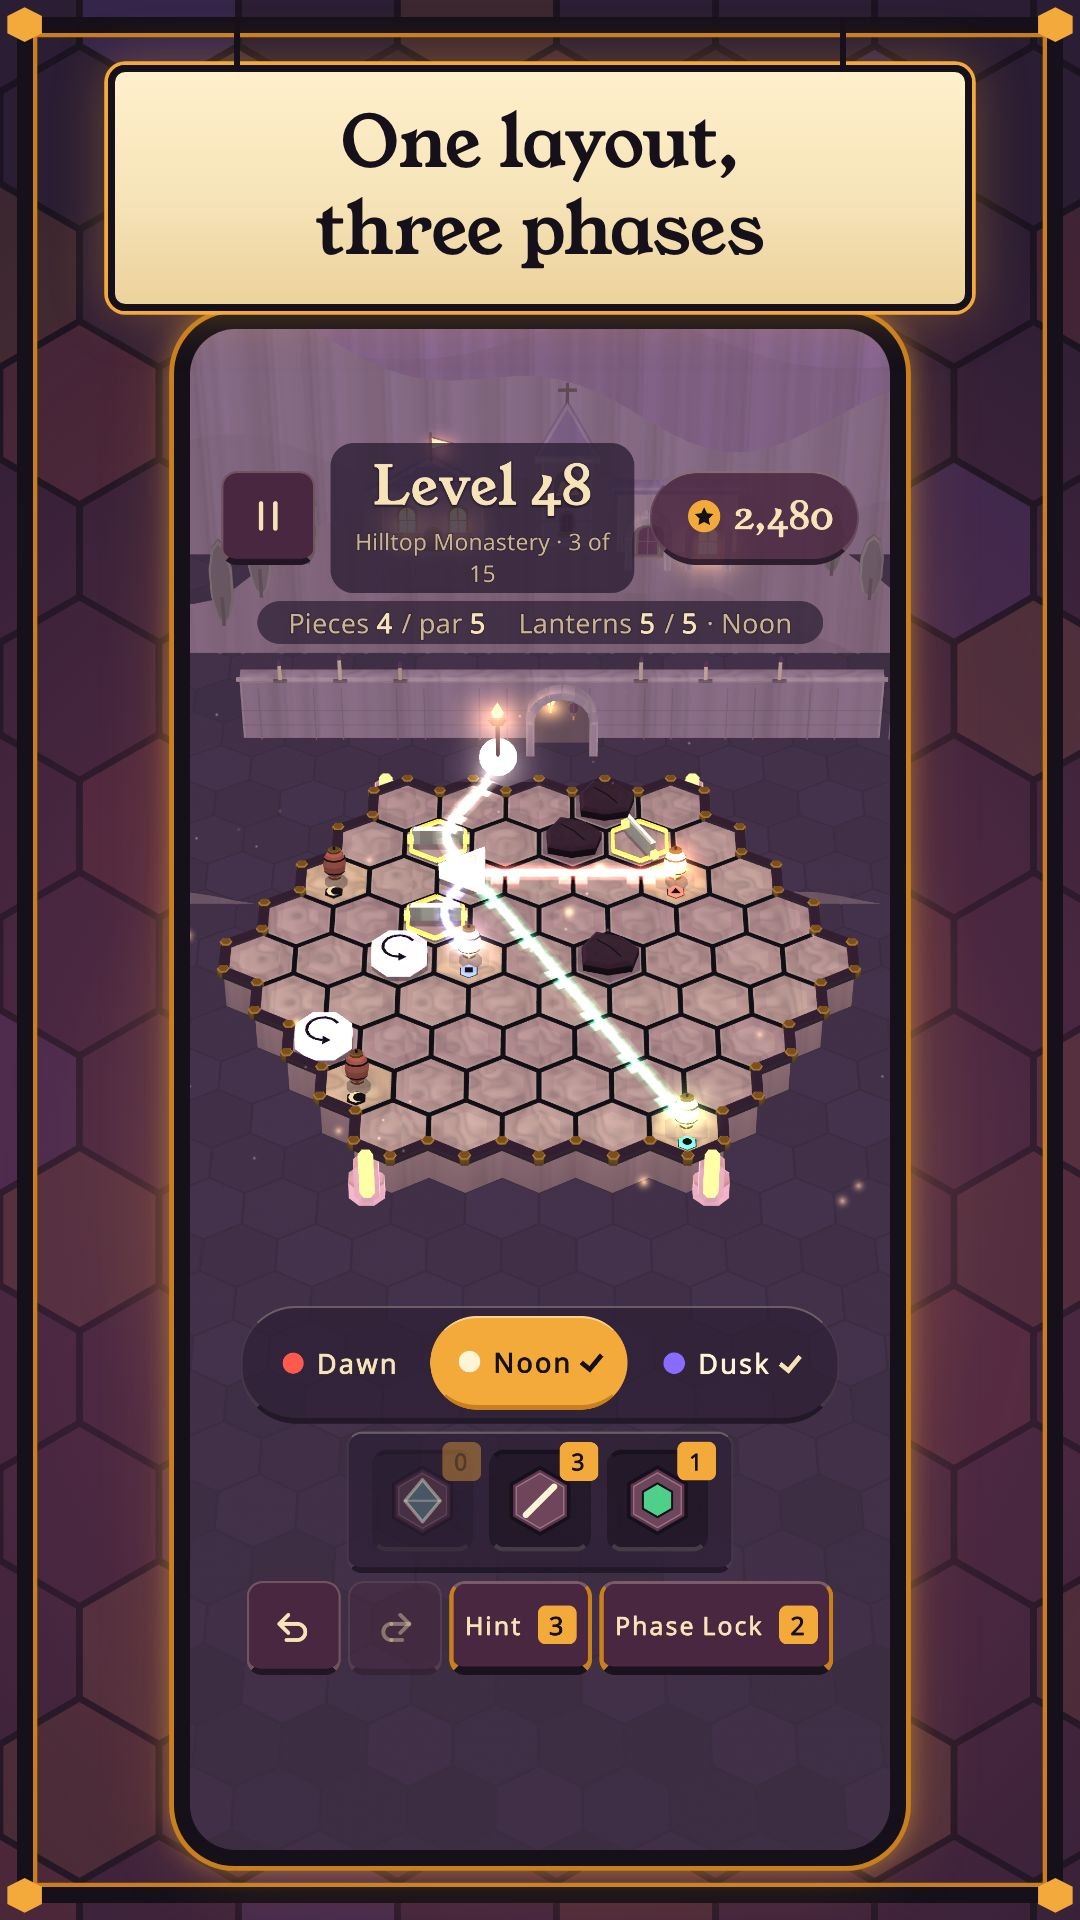 One layout,
three phases
Level 48
Hilltop Monastery · 3 of
15
2,480
Pieces 4 / par 5 Lanterns 5 / 5 · Noon
Dawn Noon Dusk
0 3 1
Hint 3 Phase Lock 2